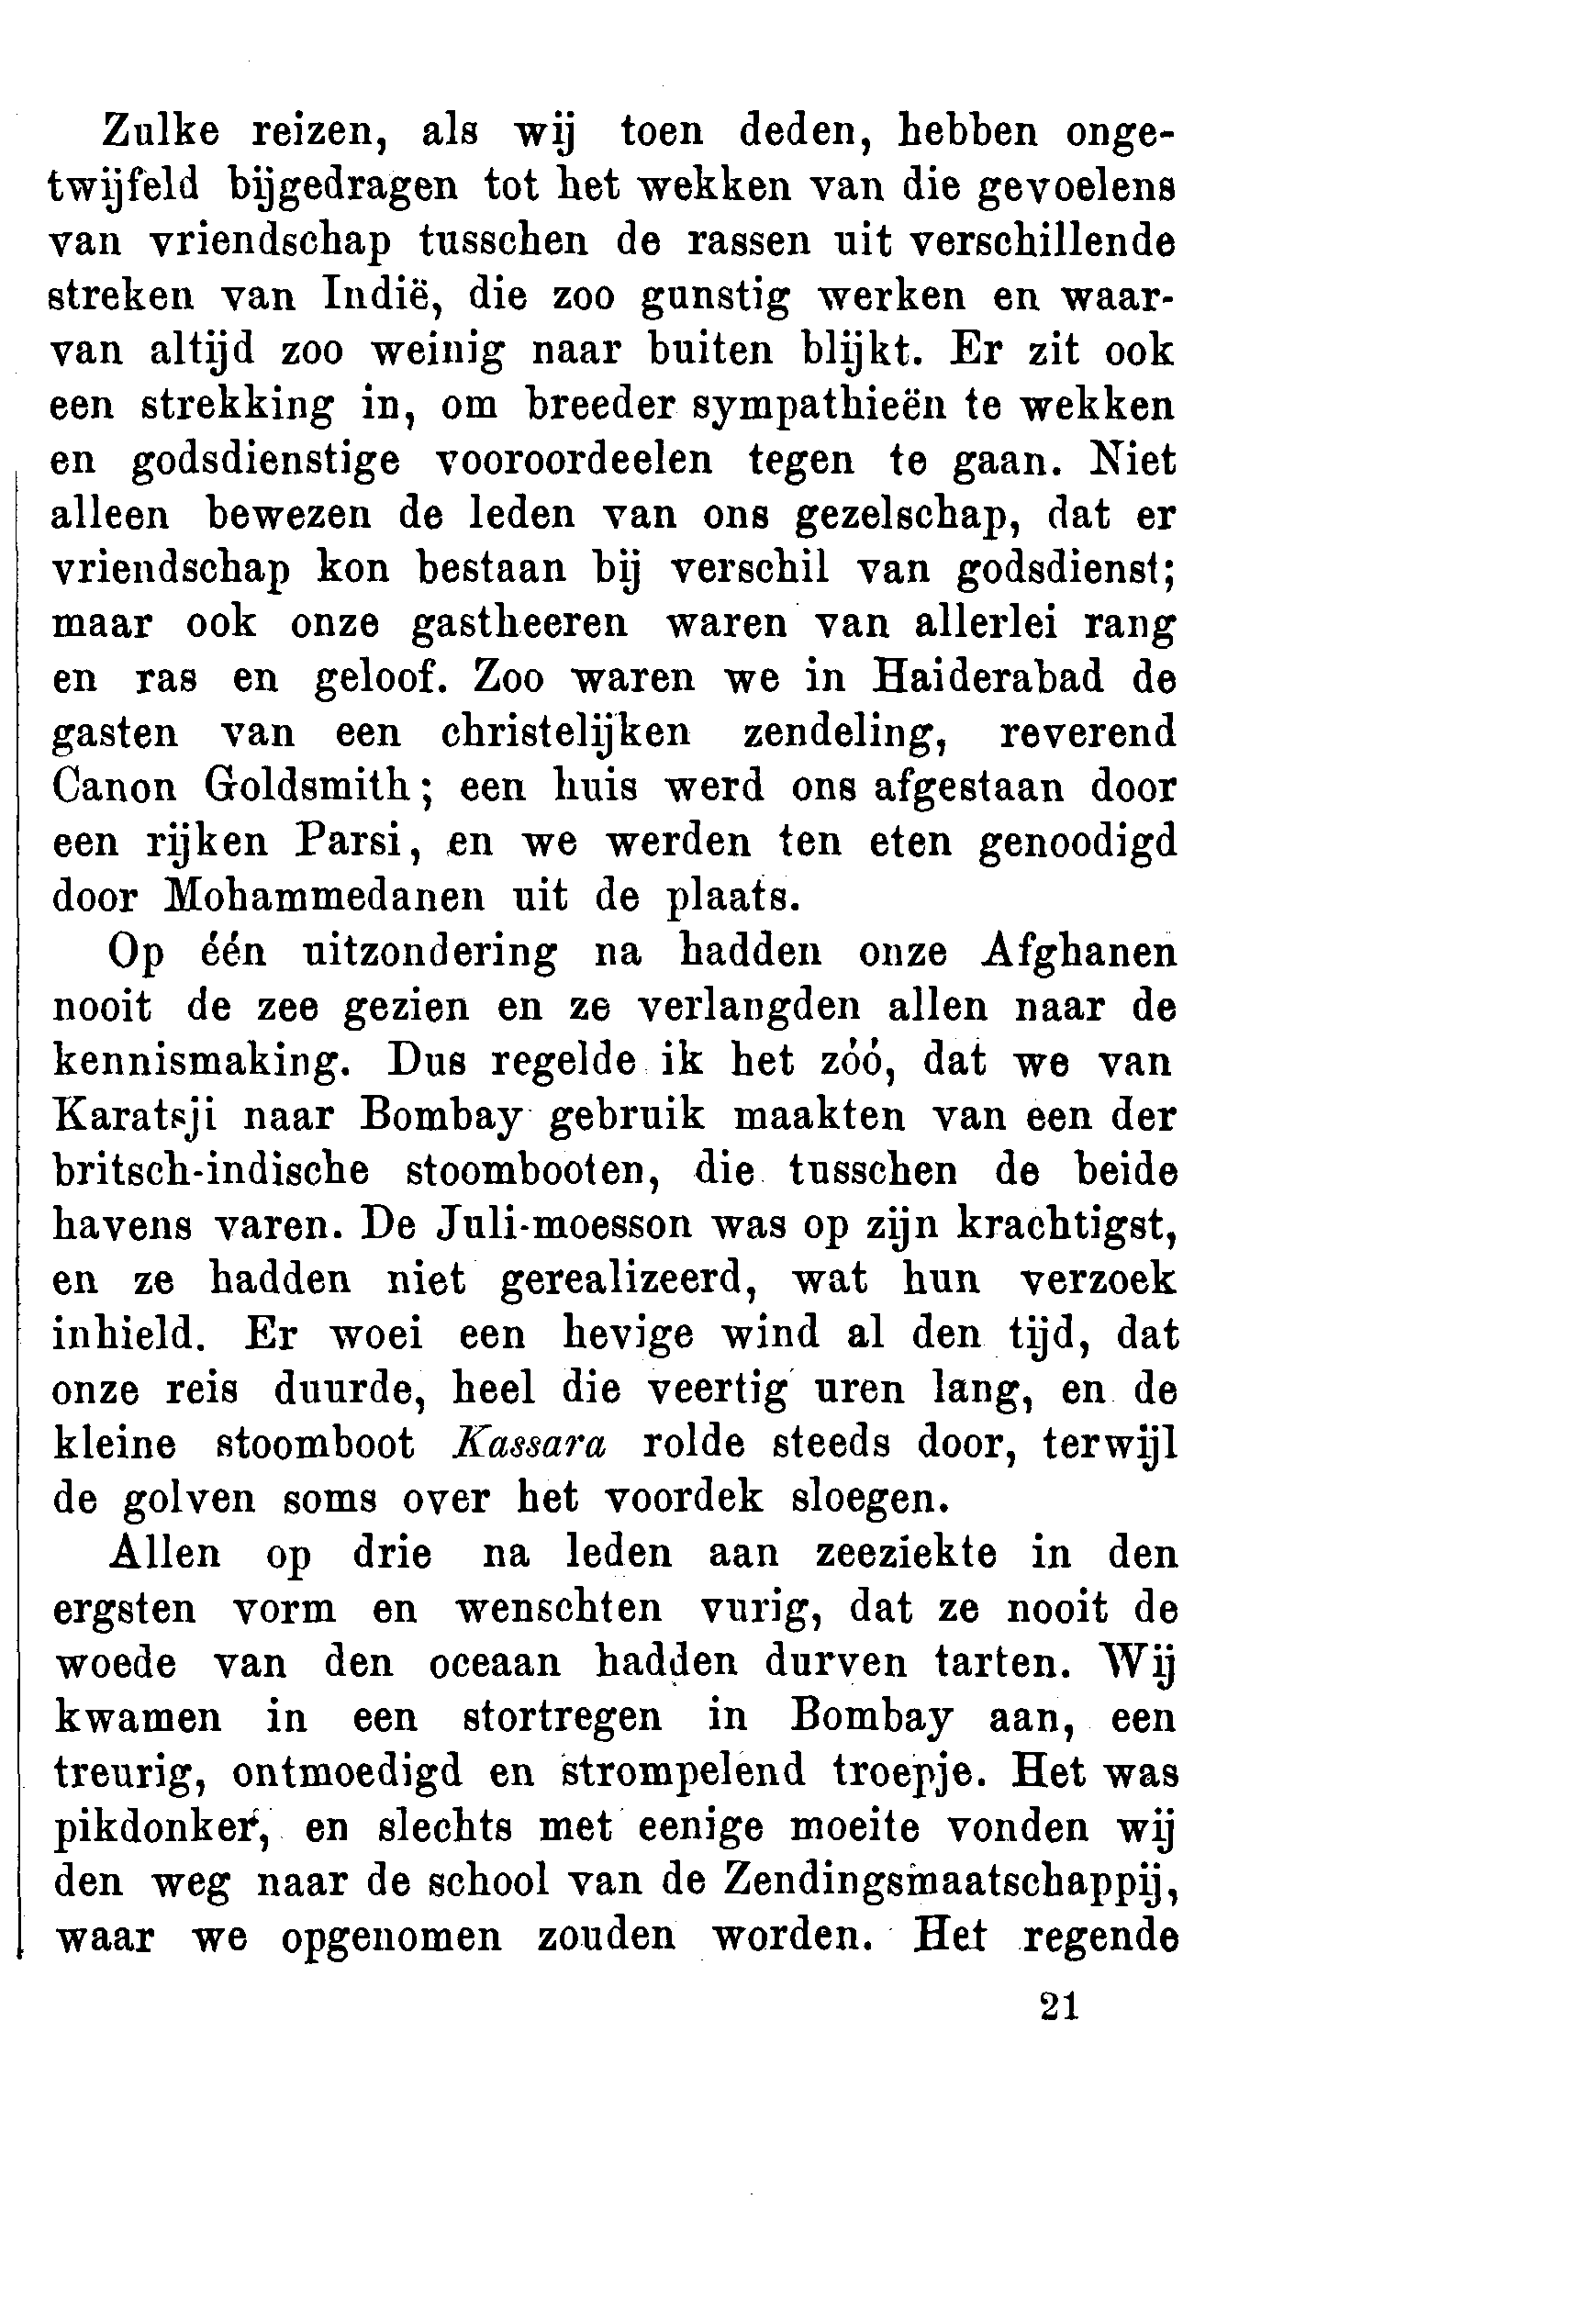 Zulke reizen, als wij toen deden, hebben onge-
twijfeld bijgedragen tot het wekken van die gevoelens
van vriendschap tusschen de rassen uit verschillende
streken van Indië, die zoo gunstig werken en waar-
van altijd zoo weinig naar buiten blijkt. Er zit ook
een strekking in, om breeder sympathieën te wekken
en godsdienstige vooroordeelen tegen te gaan. Niet
alleen bewezen de leden van ons gezelschap, dat er
vriendschap kon bestaan bij verschil van godsdienst;
maar ook onze gastheeren waren van allerlei rang
en ras en geloof. Zoo waren we in Haiderabad de
gasten van een christelijken zendeling, reverend
Canon Goldsmith; een huis werd ons afgestaan door
een rijken Parsi, en we werden ten eten genoodigd
door Mohammedanen uit de plaats.
Op één uitzondering na hadden onze Afghanen
nooit de zee gezien en ze verlangden allen naar de
kennismaking. Dus regelde ik het zóó, dat we van
Karatsji naar Bombay gebruik maakten van een der
britsch-indische stoombooten, die tusschen de beide
havens varen. De Juli-moesson was op zijn krachtigst,
en ze hadden niet gerealizeerd, wat hun verzoek
inhield. Er woei een hevige wind al den tijd, dat
onze reis duurde, heel die veertig uren lang, en de
kleine stoomboot Kassara rolde steeds door, terwijl
de golven soms over het voordek sloegen.
Allen op drie na leden aan zeeziekte in den
ergsten vorm en wenschten vurig, dat ze nooit de
woede van den oceaan hadden durven tarten. Wij
kwamen in een stortregen in Bombay aan, een
treurig, ontmoedigd en strompelend troepje. Het was
pikdonker, en slechts met eenige moeite vonden wij
den weg naar de school van de Zendingsmaatschappij,
waar we opgenomen zouden worden. Het regende
21